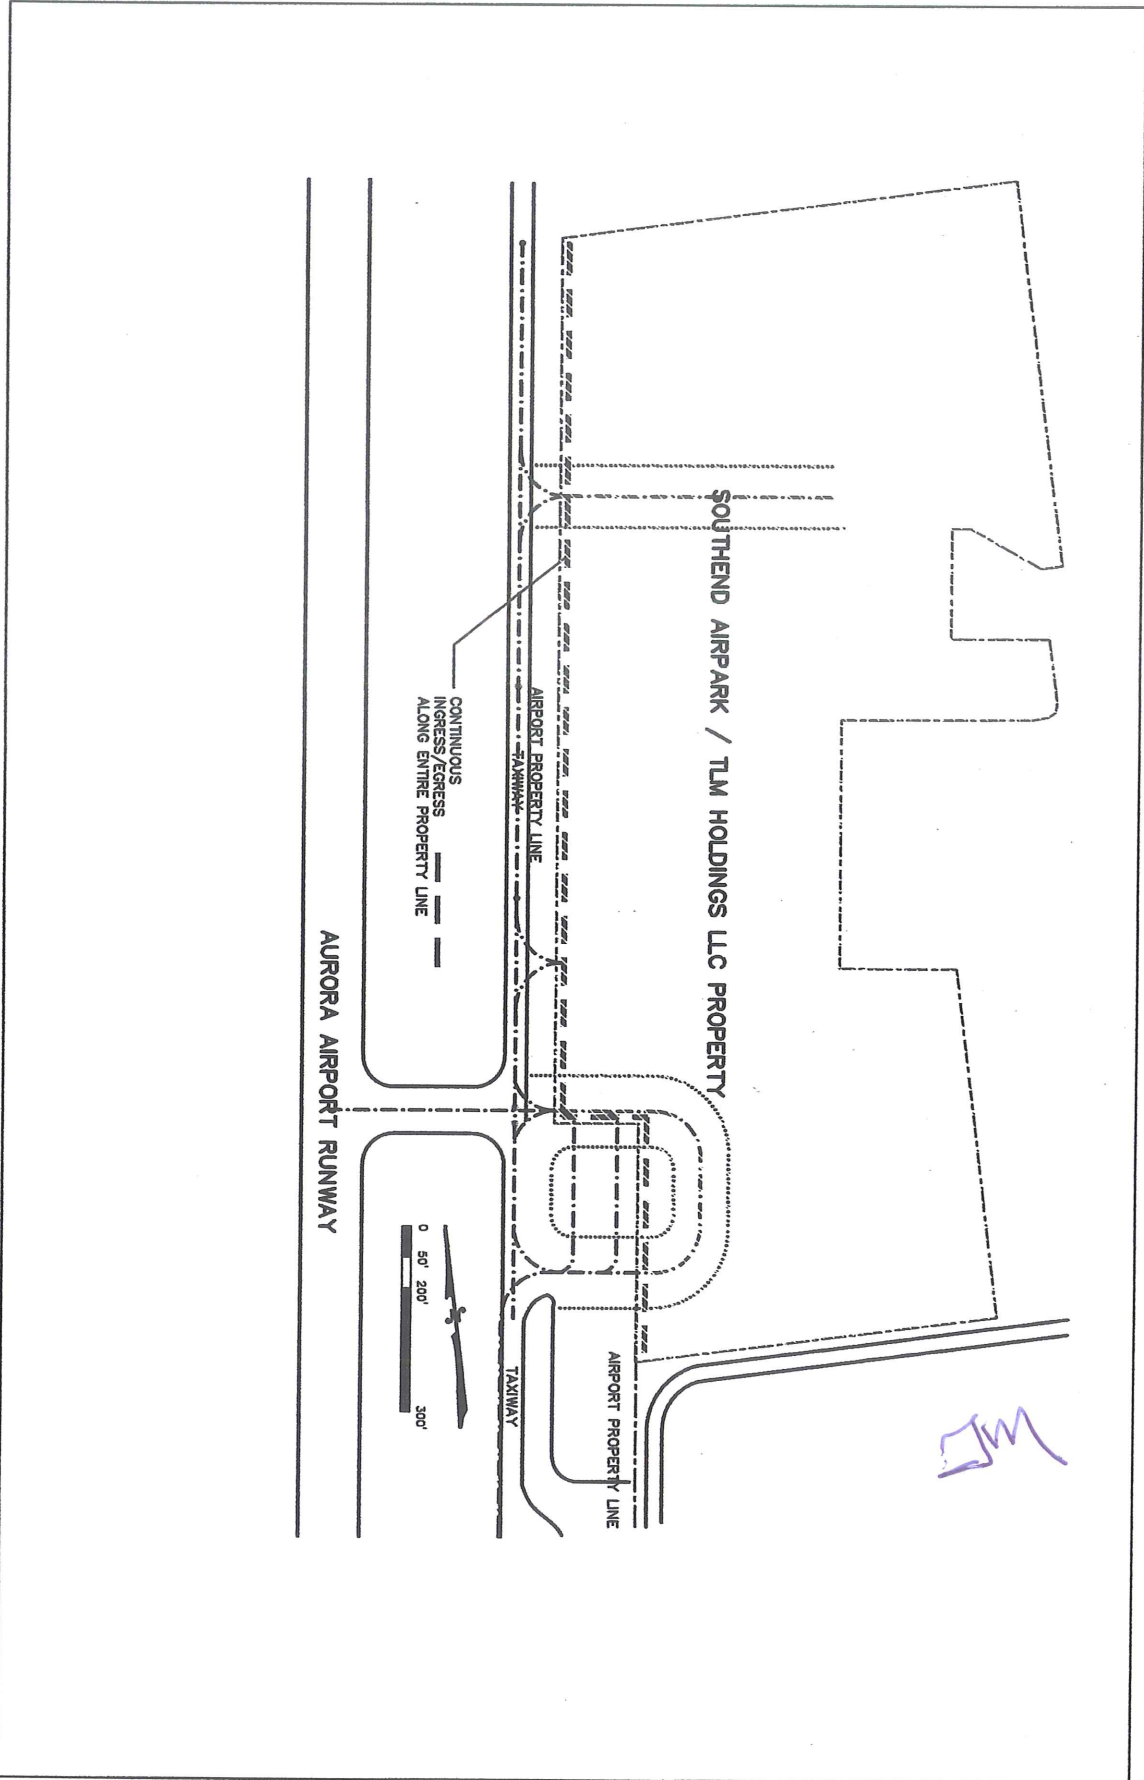 SOUTHEND AIRPARK / TLM HOLDINGS LLC PROPERTY
AIRPORT PROPERTY LINE
TAXIWAY
CONTINUOUS
INGRESS/EGRESS
ALONG ENTIRE PROPERTY LINE
AURORA AIRPORT RUNWAY
AIRPORT PROPERTY LINE
TAXIWAY
0 50' 200' 300'
JM